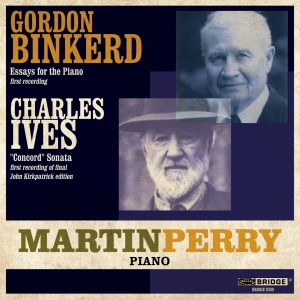 GORDON
BINKERD
Essays for the Piano
first recording
CHARLES
IVES
"Concord" Sonata
first recording of final
John Kirkpatrick edition
MARTINPERRY
PIANO
BRIDGE